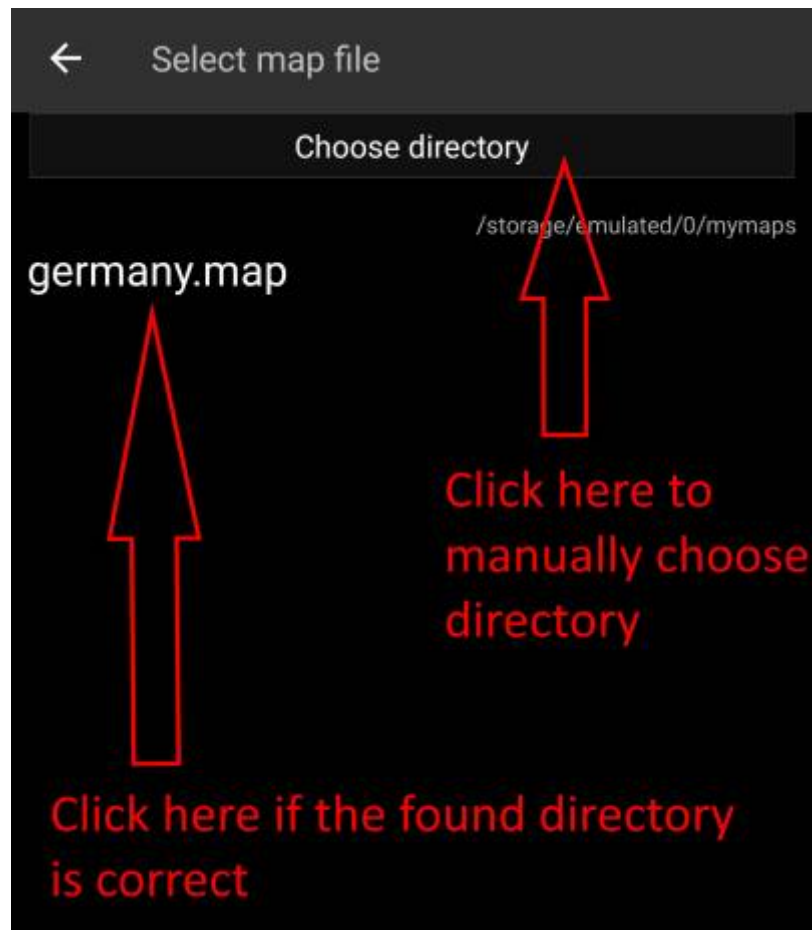 Select map file
Choose directory
/storage/emulated/0/mymaps
germany.map
Click here to
manually choose
directory
Click here if the found directory
is correct